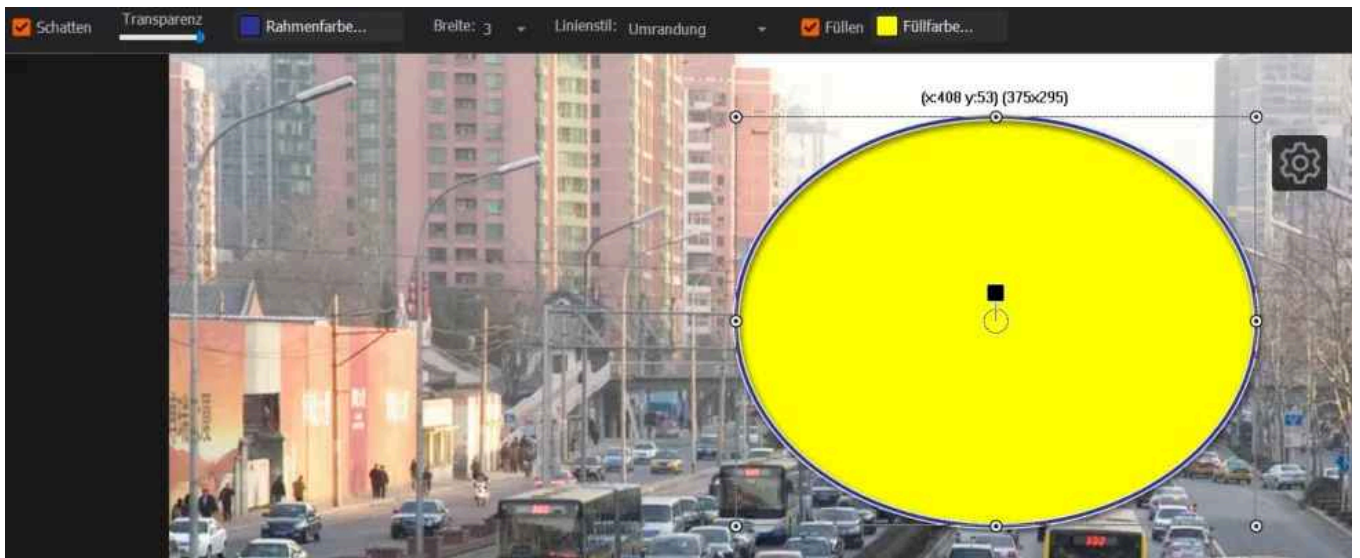 Schatten Transparenz Rahmenfarbe... Breite: 3 Linienstil: Umrandung Füllen Füllfarbe...
(x:408 y:53) (375x295)